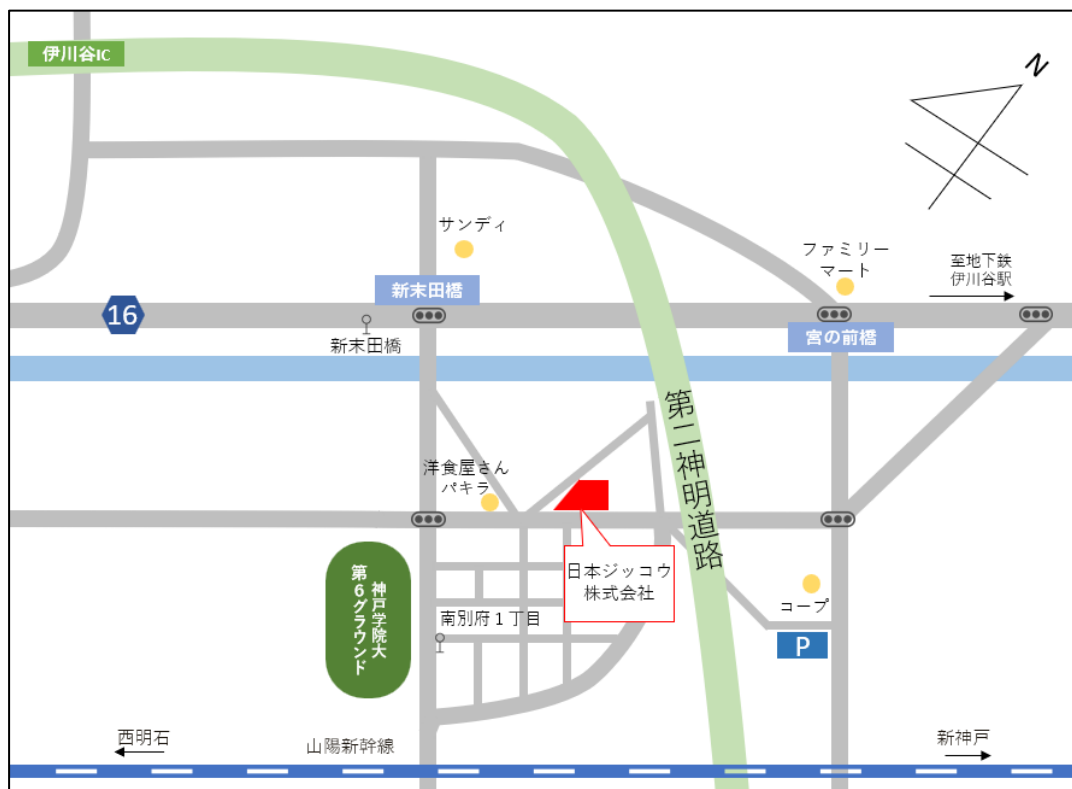 伊川谷IC
N
サンディ
ファミリー
マート
至地下鉄
伊川谷駅
新末田橋
16
宮の前橋
新末田橋
第二神明道路
洋食屋さん
パキラ
日本ジッコウ
株式会社
神戸学院大
第6グラウンド
南別府1丁目
コープ
P
西明石
山陽新幹線
新神戸